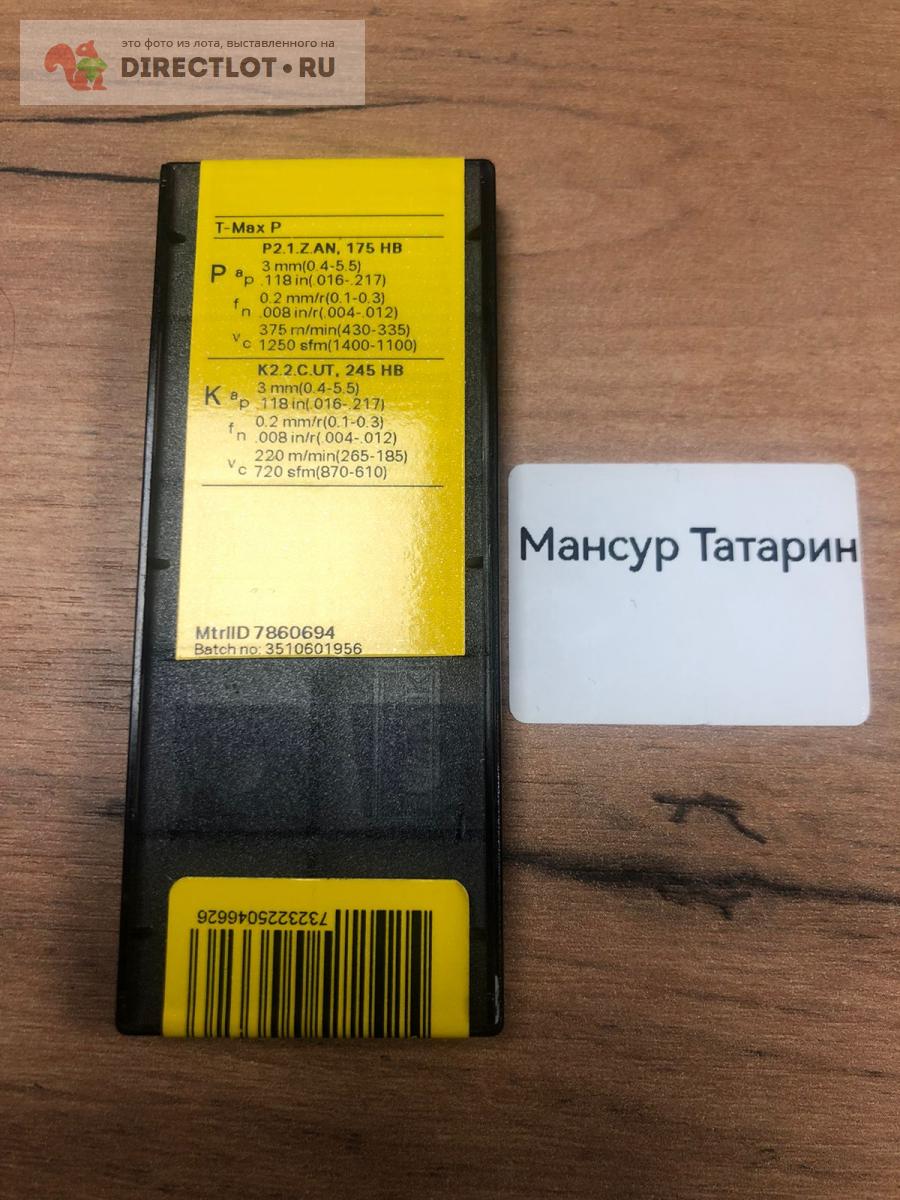 это фото из лота, выставленного на
DIRECTLOT•RU
T-Max P
P2.1.Z.AN, 175 HB
P ap 3 mm(0.4-5.5)
.118 in(.016-.217)
fn 0.2 mm/r(0.1-0.3)
.008 in/r(.004-.012)
vc 375 m/min(430-335)
1250 sfm(1400-1100)
K2.2.C.UT, 245 HB
K ap 3 mm(0.4-5.5)
.118 in(.016-.217)
fn 0.2 mm/r(0.1-0.3)
.008 in/r(.004-.012)
vc 220 m/min(265-185)
720 sfm(870-610)
Мансур Татарин
MtrlID 7860694
Batch no: 3510601956
7323225046626